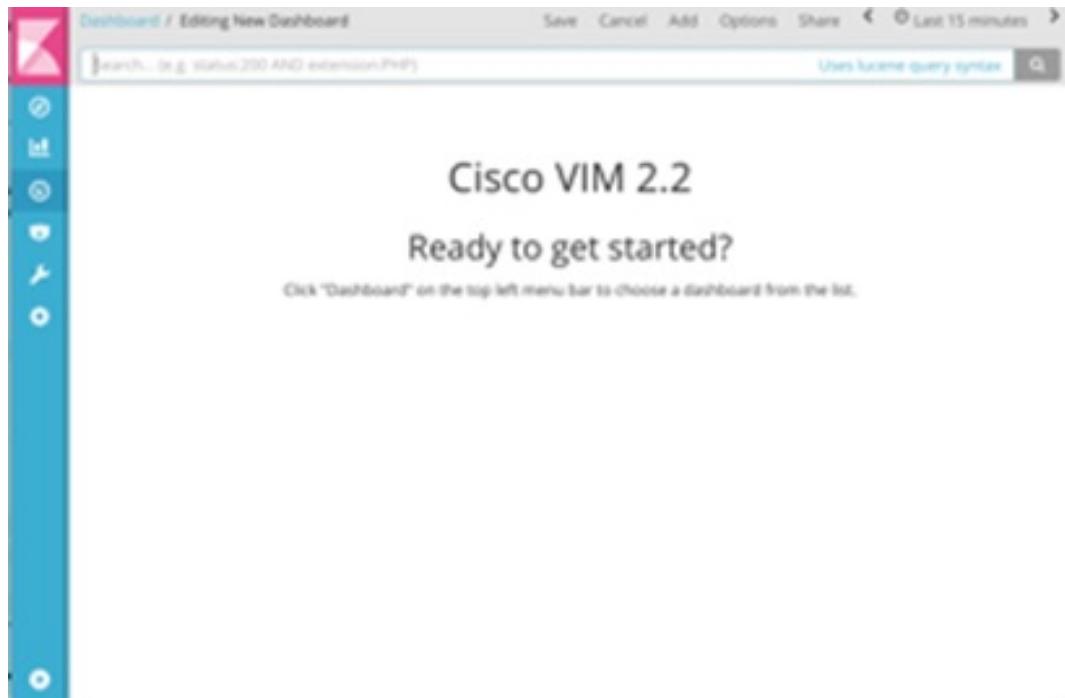 Dashboard / Editing New Dashboard Save Cancel Add Options Share Last 15 minutes
Search... (e.g. status:200 AND extension:PHP) Uses lucene query syntax
Cisco VIM 2.2
Ready to get started?
Click "Dashboard" on the top left menu bar to choose a dashboard from the list.